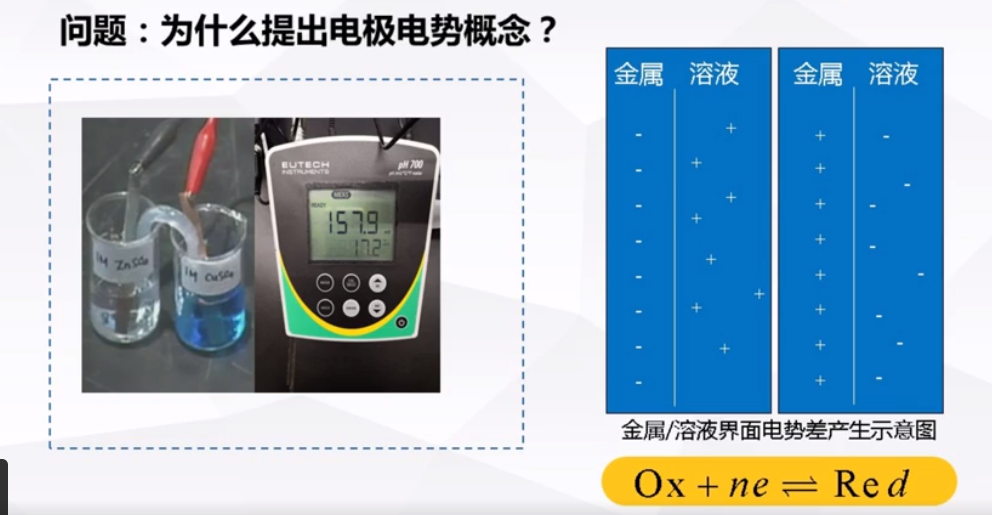 问题：为什么提出电极电势概念？
EUTECH
INSTRUMENTS
pH 700
MEAS
READY
157.9
17.2
1M ZnSO4
1M CuSO4
金属 溶液
金属 溶液
金属/溶液界面电势差产生示意图
Ox + ne ⇌ Red